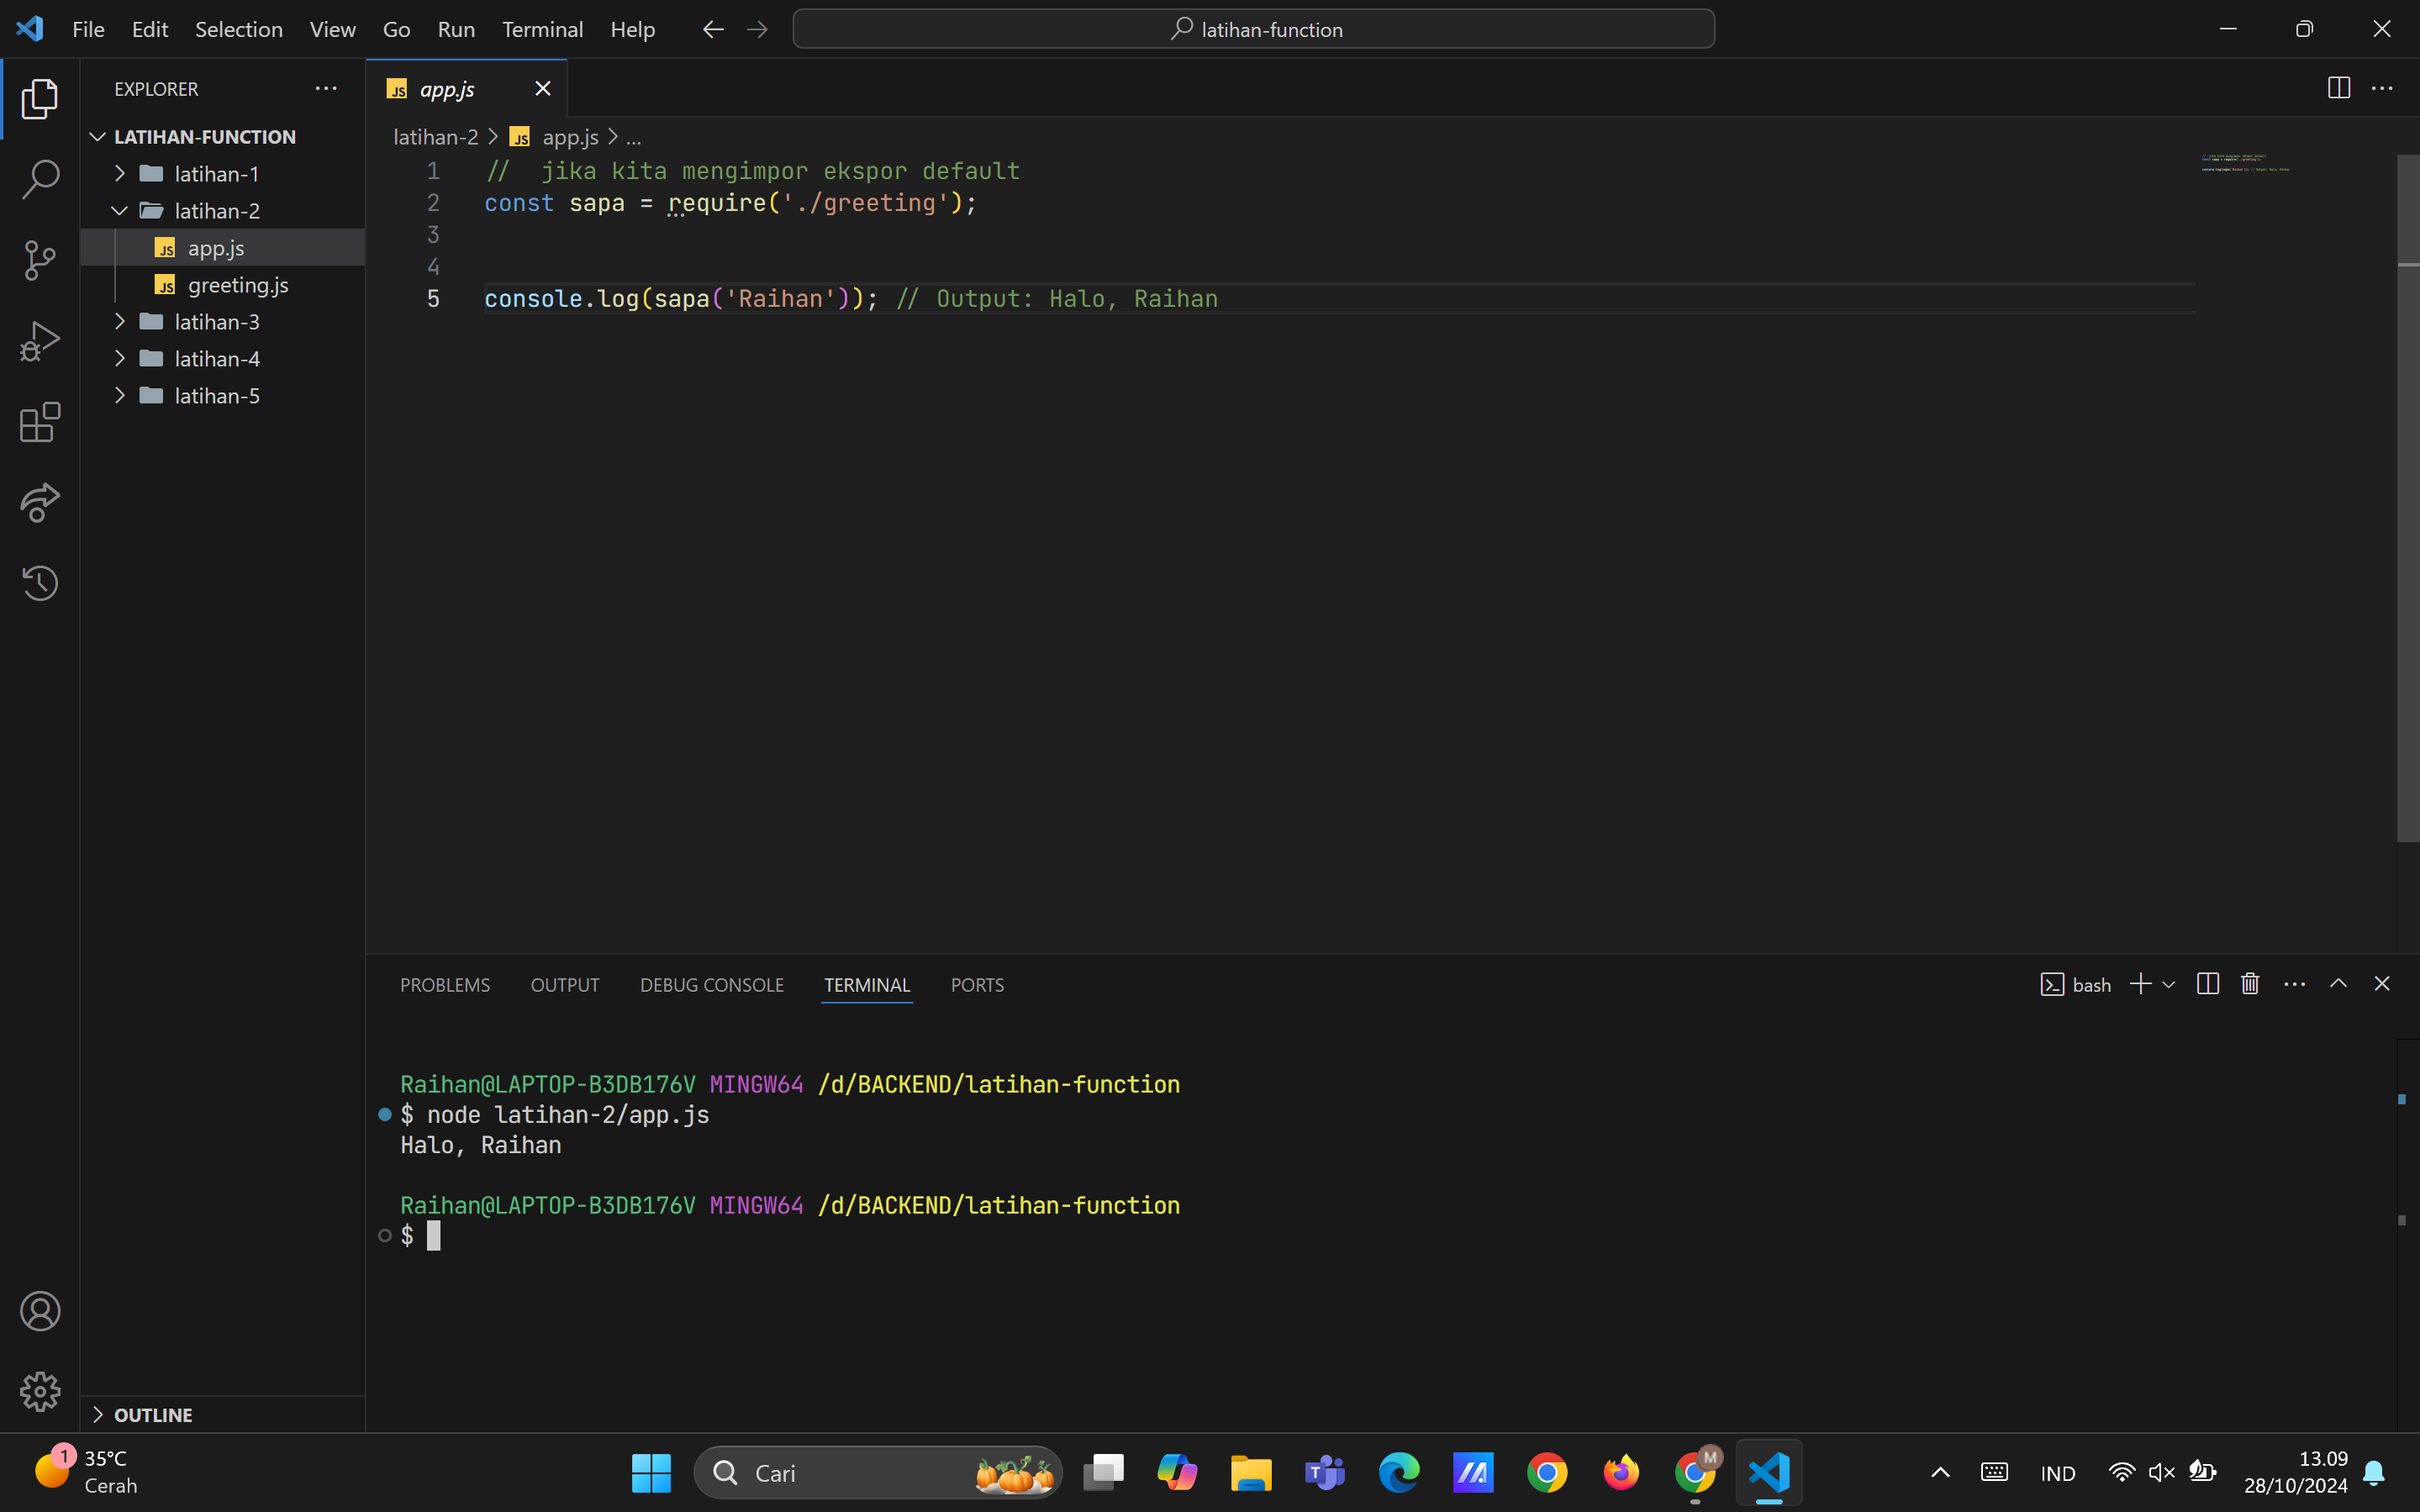 File Edit Selection View Go Run Terminal Help
latihan-function
EXPLORER
LATIHAN-FUNCTION
latihan-1
latihan-2
app.js
greeting.js
latihan-3
latihan-4
latihan-5
OUTLINE
app.js
latihan-2 > app.js > ...
1 // jika kita mengimpor ekspor default
2 const sapa = require('./greeting');
3
4
5 console.log(sapa('Raihan')); // Output: Halo, Raihan
PROBLEMS OUTPUT DEBUG CONSOLE TERMINAL PORTS
bash
Raihan@LAPTOP-B3DB176V MINGW64 /d/BACKEND/latihan-function
$ node latihan-2/app.js
Halo, Raihan
Raihan@LAPTOP-B3DB176V MINGW64 /d/BACKEND/latihan-function
$
1
35°C
Cerah
Cari
M
IND
13.09
28/10/2024